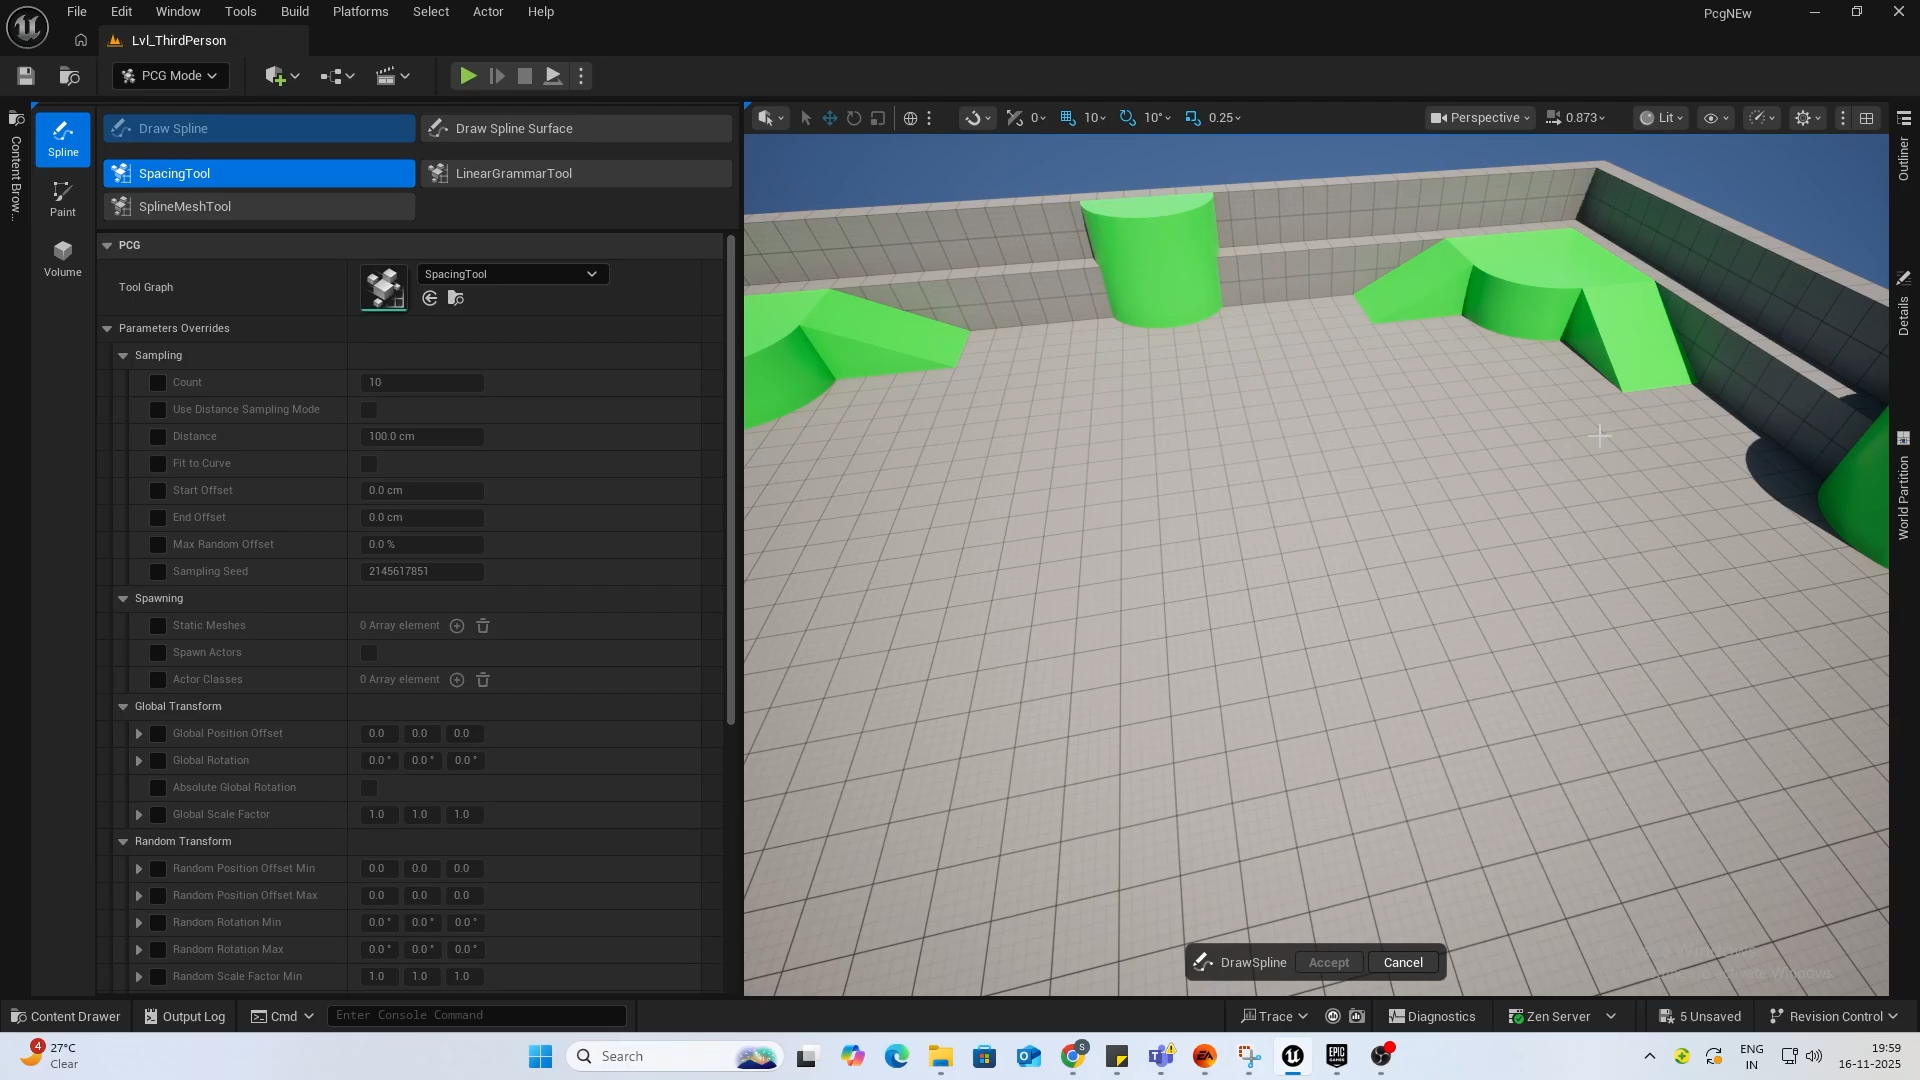 File Edit Window Tools Build Platforms Select Actor Help
PcgNEw
Lvl_ThirdPerson
PCG Mode
Content Brow...
Spline
Paint
Volume
Draw Spline
Draw Spline Surface
SpacingTool
LinearGrammarTool
SplineMeshTool
PCG
Tool Graph
SpacingTool
Parameters Overrides
Sampling
Count 10
Use Distance Sampling Mode
Distance 100.0 cm
Fit to Curve
Start Offset 0.0 cm
End Offset 0.0 cm
Max Random Offset 0.0 %
Sampling Seed 2145617851
Spawning
Static Meshes 0 Array element
Spawn Actors
Actor Classes 0 Array element
Global Transform
Global Position Offset 0.0 0.0 0.0
Global Rotation 0.0 ° 0.0 ° 0.0 °
Absolute Global Rotation
Global Scale Factor 1.0 1.0 1.0
Random Transform
Random Position Offset Min 0.0 0.0 0.0
Random Position Offset Max 0.0 0.0 0.0
Random Rotation Min 0.0 ° 0.0 ° 0.0 °
Random Rotation Max 0.0 ° 0.0 ° 0.0 °
Random Scale Factor Min 1.0 1.0 1.0
0 10 10° 0.25
Perspective 0.873 Lit
Outliner
Details
World Partition
DrawSpline Accept Cancel
Content Drawer Output Log Cmd Enter Console Command
Trace Diagnostics Zen Server 5 Unsaved Revision Control
4
27°C
Clear
Search
S
EA
EPIC GAMES
ENG
IN
19:59
16-11-2025